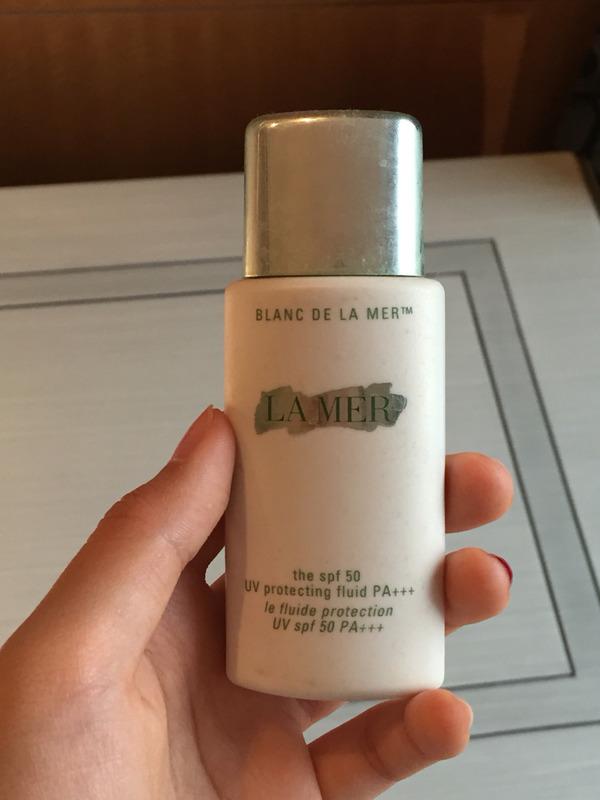 BLANC DE LA MER™
LA MER
the spf 50
UV protecting fluid PA+++
le fluide protection
UV spf 50 PA+++